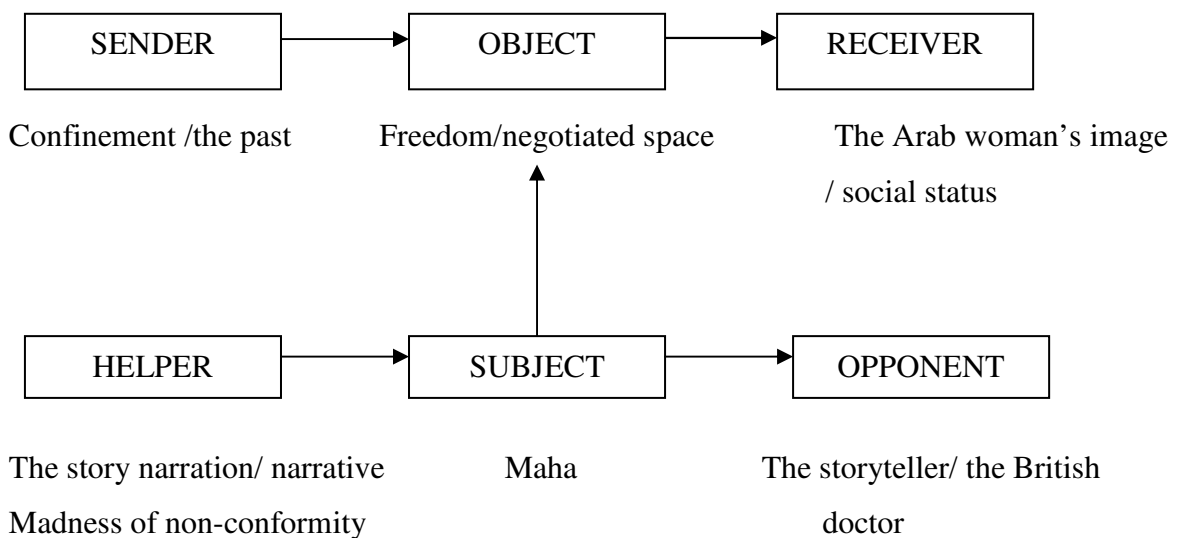 SENDER OBJECT RECEIVER
Confinement /the past Freedom/negotiated space The Arab woman’s image
/ social status
HELPER SUBJECT OPPONENT
The story narration/ narrative Maha The storyteller/ the British
Madness of non-conformity doctor